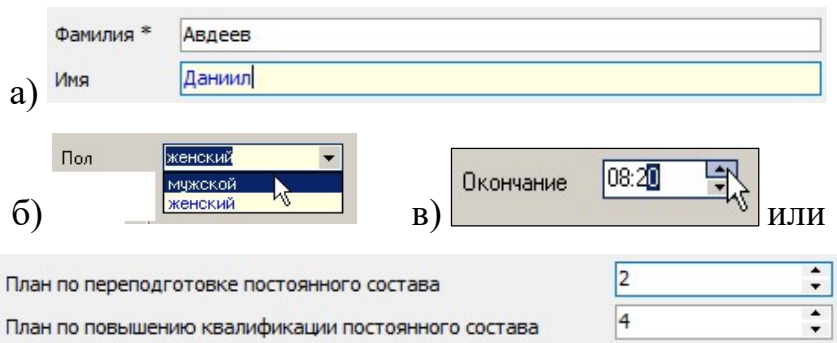 Фамилия * Авдеев
а) Имя Даниил
Пол женский
мужской
б) женский
в) Окончание 08:20 или
План по переподготовке постоянного состава 2
План по повышению квалификации постоянного состава 4